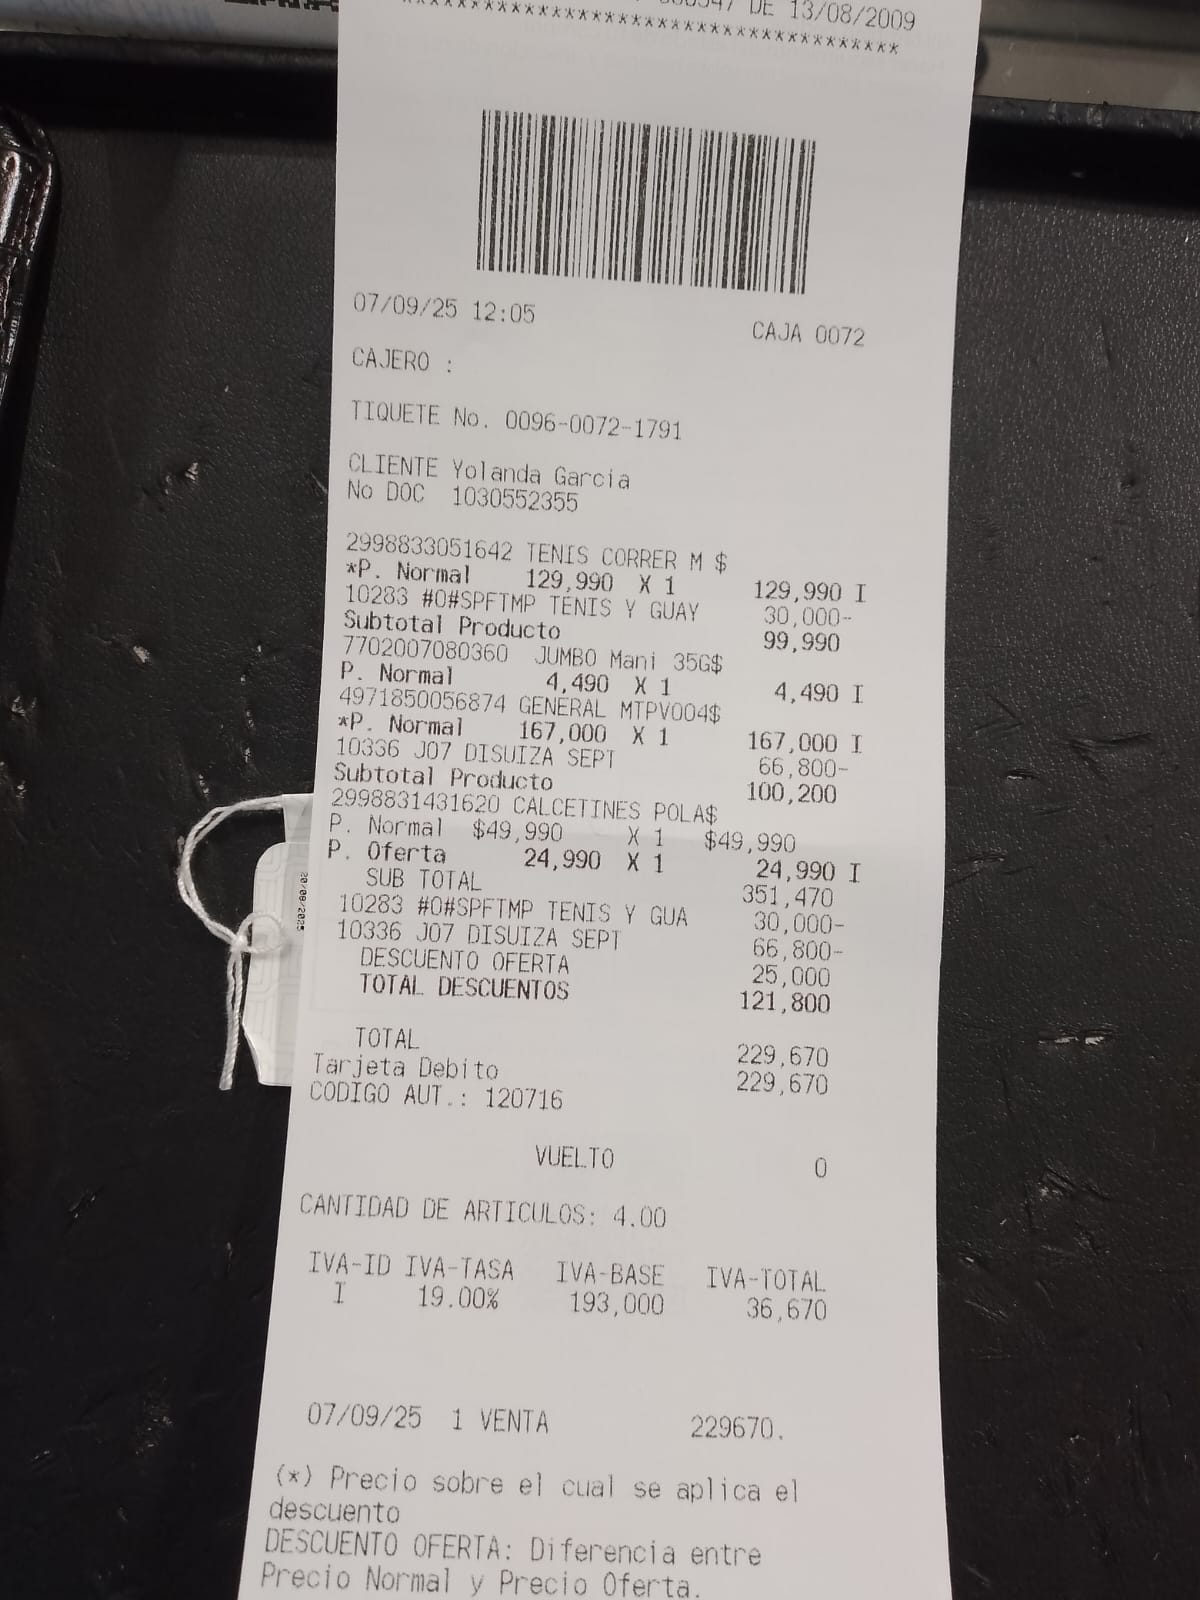 DE 13/08/2009
****************************************
07/09/25 12:05 CAJA 0072
CAJERO :
TIQUETE No. 0096-0072-1791
CLIENTE Yolanda Garcia
No DOC 1030552355
2998833051642 TENIS CORRER M $
*P. Normal 129,990 X 1 129,990 I
10283 #0#SPFTMP TENIS Y GUAY 30,000-
Subtotal Producto 99,990
7702007080360 JUMBO Mani 35G$
P. Normal 4,490 X 1 4,490 I
4971850056874 GENERAL MTPV004$
*P. Normal 167,000 X 1 167,000 I
10336 J07 DISUIZA SEPT 66,800-
Subtotal Producto 100,200
2998831431620 CALCETINES POLA$
P. Normal $49,990 X 1 $49,990
P. Oferta 24,990 X 1 24,990 I
SUB TOTAL 351,470
10283 #0#SPFTMP TENIS Y GUA 30,000-
10336 J07 DISUIZA SEPT 66,800-
DESCUENTO OFERTA 25,000
TOTAL DESCUENTOS 121,800
TOTAL 229,670
Tarjeta Debito 229,670
CODIGO AUT.: 120716
VUELTO 0
CANTIDAD DE ARTICULOS: 4.00
IVA-ID IVA-TASA IVA-BASE IVA-TOTAL
I 19.00% 193,000 36,670
07/09/25 1 VENTA 229670.
(*) Precio sobre el cual se aplica el
descuento
DESCUENTO OFERTA: Diferencia entre
Precio Normal y Precio Oferta.